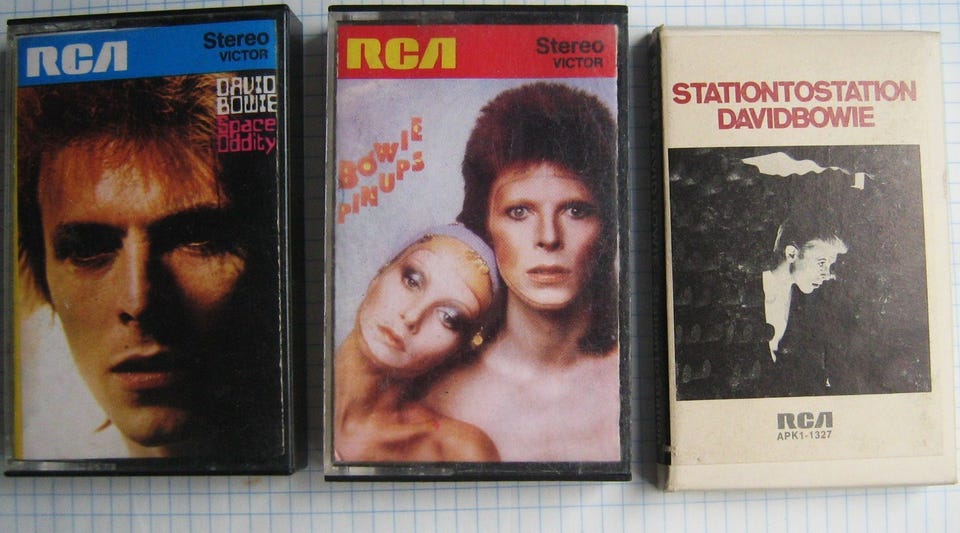 RCA Stereo
VICTOR
DAVID
BOWIE
Space
Oddity
RCA Stereo
VICTOR
BOWIE
PINUPS
STATIONTOSTATION
DAVIDBOWIE
RCA
APK1-1327